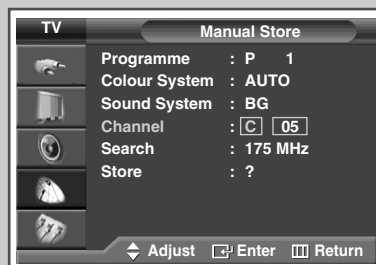 TV
Manual Store
Programme : P 1
Colour System : AUTO
Sound System : BG
Channel : C 05
Search : 175 MHz
Store : ?
Adjust Enter Return